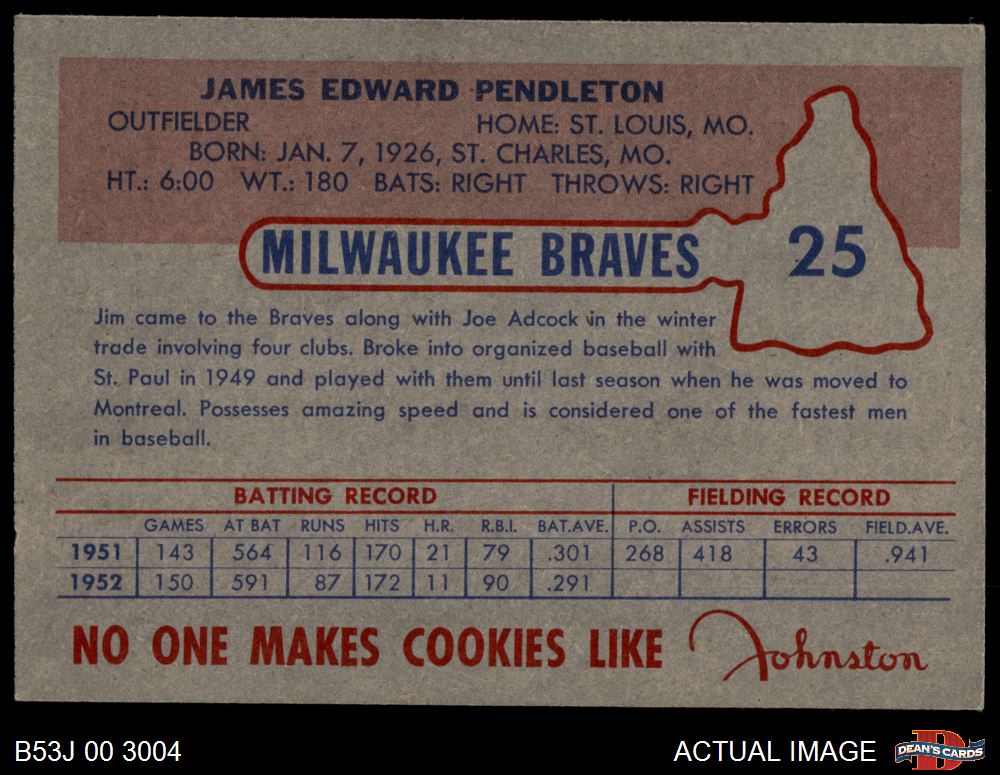 JAMES EDWARD PENDLETON
OUTFIELDER HOME: ST. LOUIS, MO.
BORN: JAN. 7, 1926, ST. CHARLES, MO.
HT.: 6:00 WT.: 180 BATS: RIGHT THROWS: RIGHT
MILWAUKEE BRAVES 25
Jim came to the Braves along with Joe Adcock in the winter
trade involving four clubs. Broke into organized baseball with
St. Paul in 1949 and played with them until last season when he was moved to
Montreal. Possesses amazing speed and is considered one of the fastest men
in baseball.
BATTING RECORD FIELDING RECORD
GAMES AT BAT RUNS HITS H.R. R.B.I. BAT.AVE. P.O. ASSISTS ERRORS FIELD.AVE.
1951 143 564 116 170 21 79 .301 268 418 43 .941
1952 150 591 87 172 11 90 .291
NO ONE MAKES COOKIES LIKE Johnston
B53J 00 3004 ACTUAL IMAGE DEAN'S CARDS